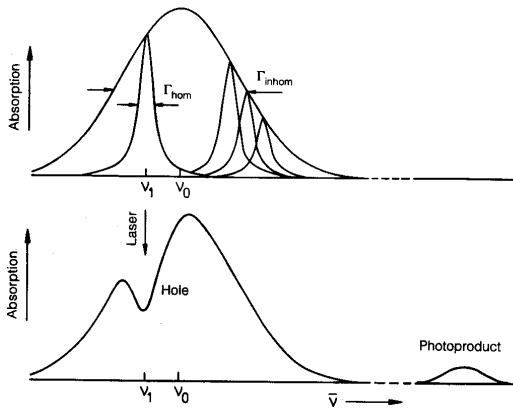 Absorption
Γhom
Γinhom
ν1
ν0
Laser
Absorption
Hole
Photoproduct
ν1
ν0
ν̅